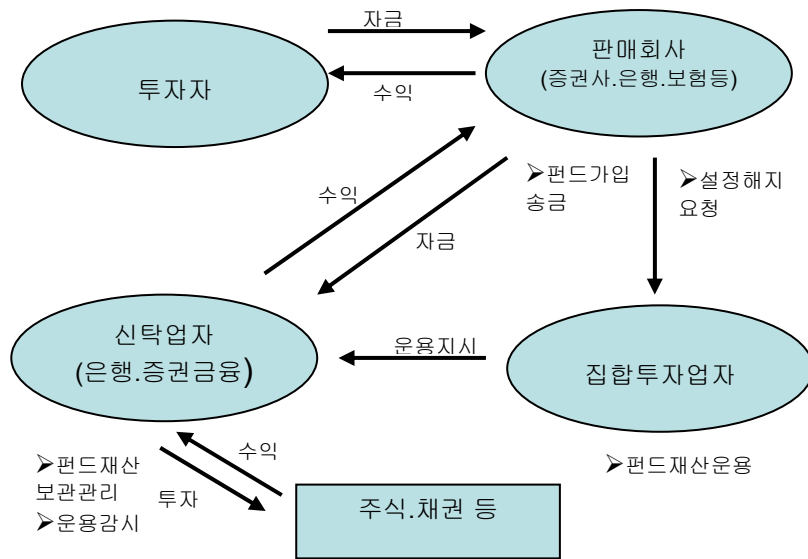 자금
판매회사
(증권사.은행.보험등)
투자자
수익
➢펀드가입
송금
➢설정해지
요청
수익
자금
신탁업자
(은행.증권금융)
운용지시
집합투자업자
➢펀드재산
보관관리
➢운용감시
수익
투자
➢펀드재산운용
주식.채권 등